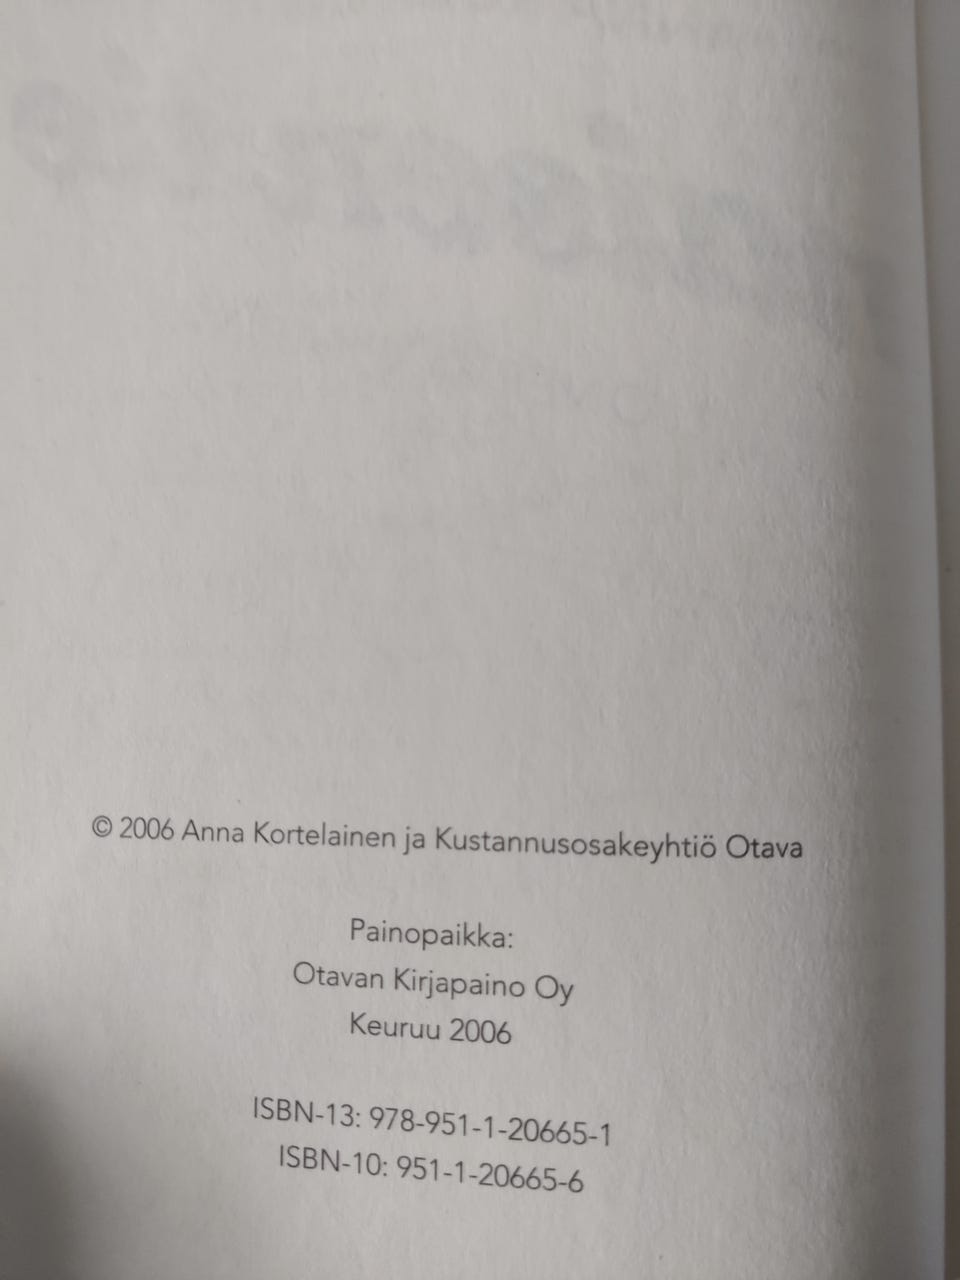 © 2006 Anna Kortelainen ja Kustannusosakeyhtiö Otava
Painopaikka:
Otavan Kirjapaino Oy
Keuruu 2006
ISBN-13: 978-951-1-20665-1
ISBN-10: 951-1-20665-6